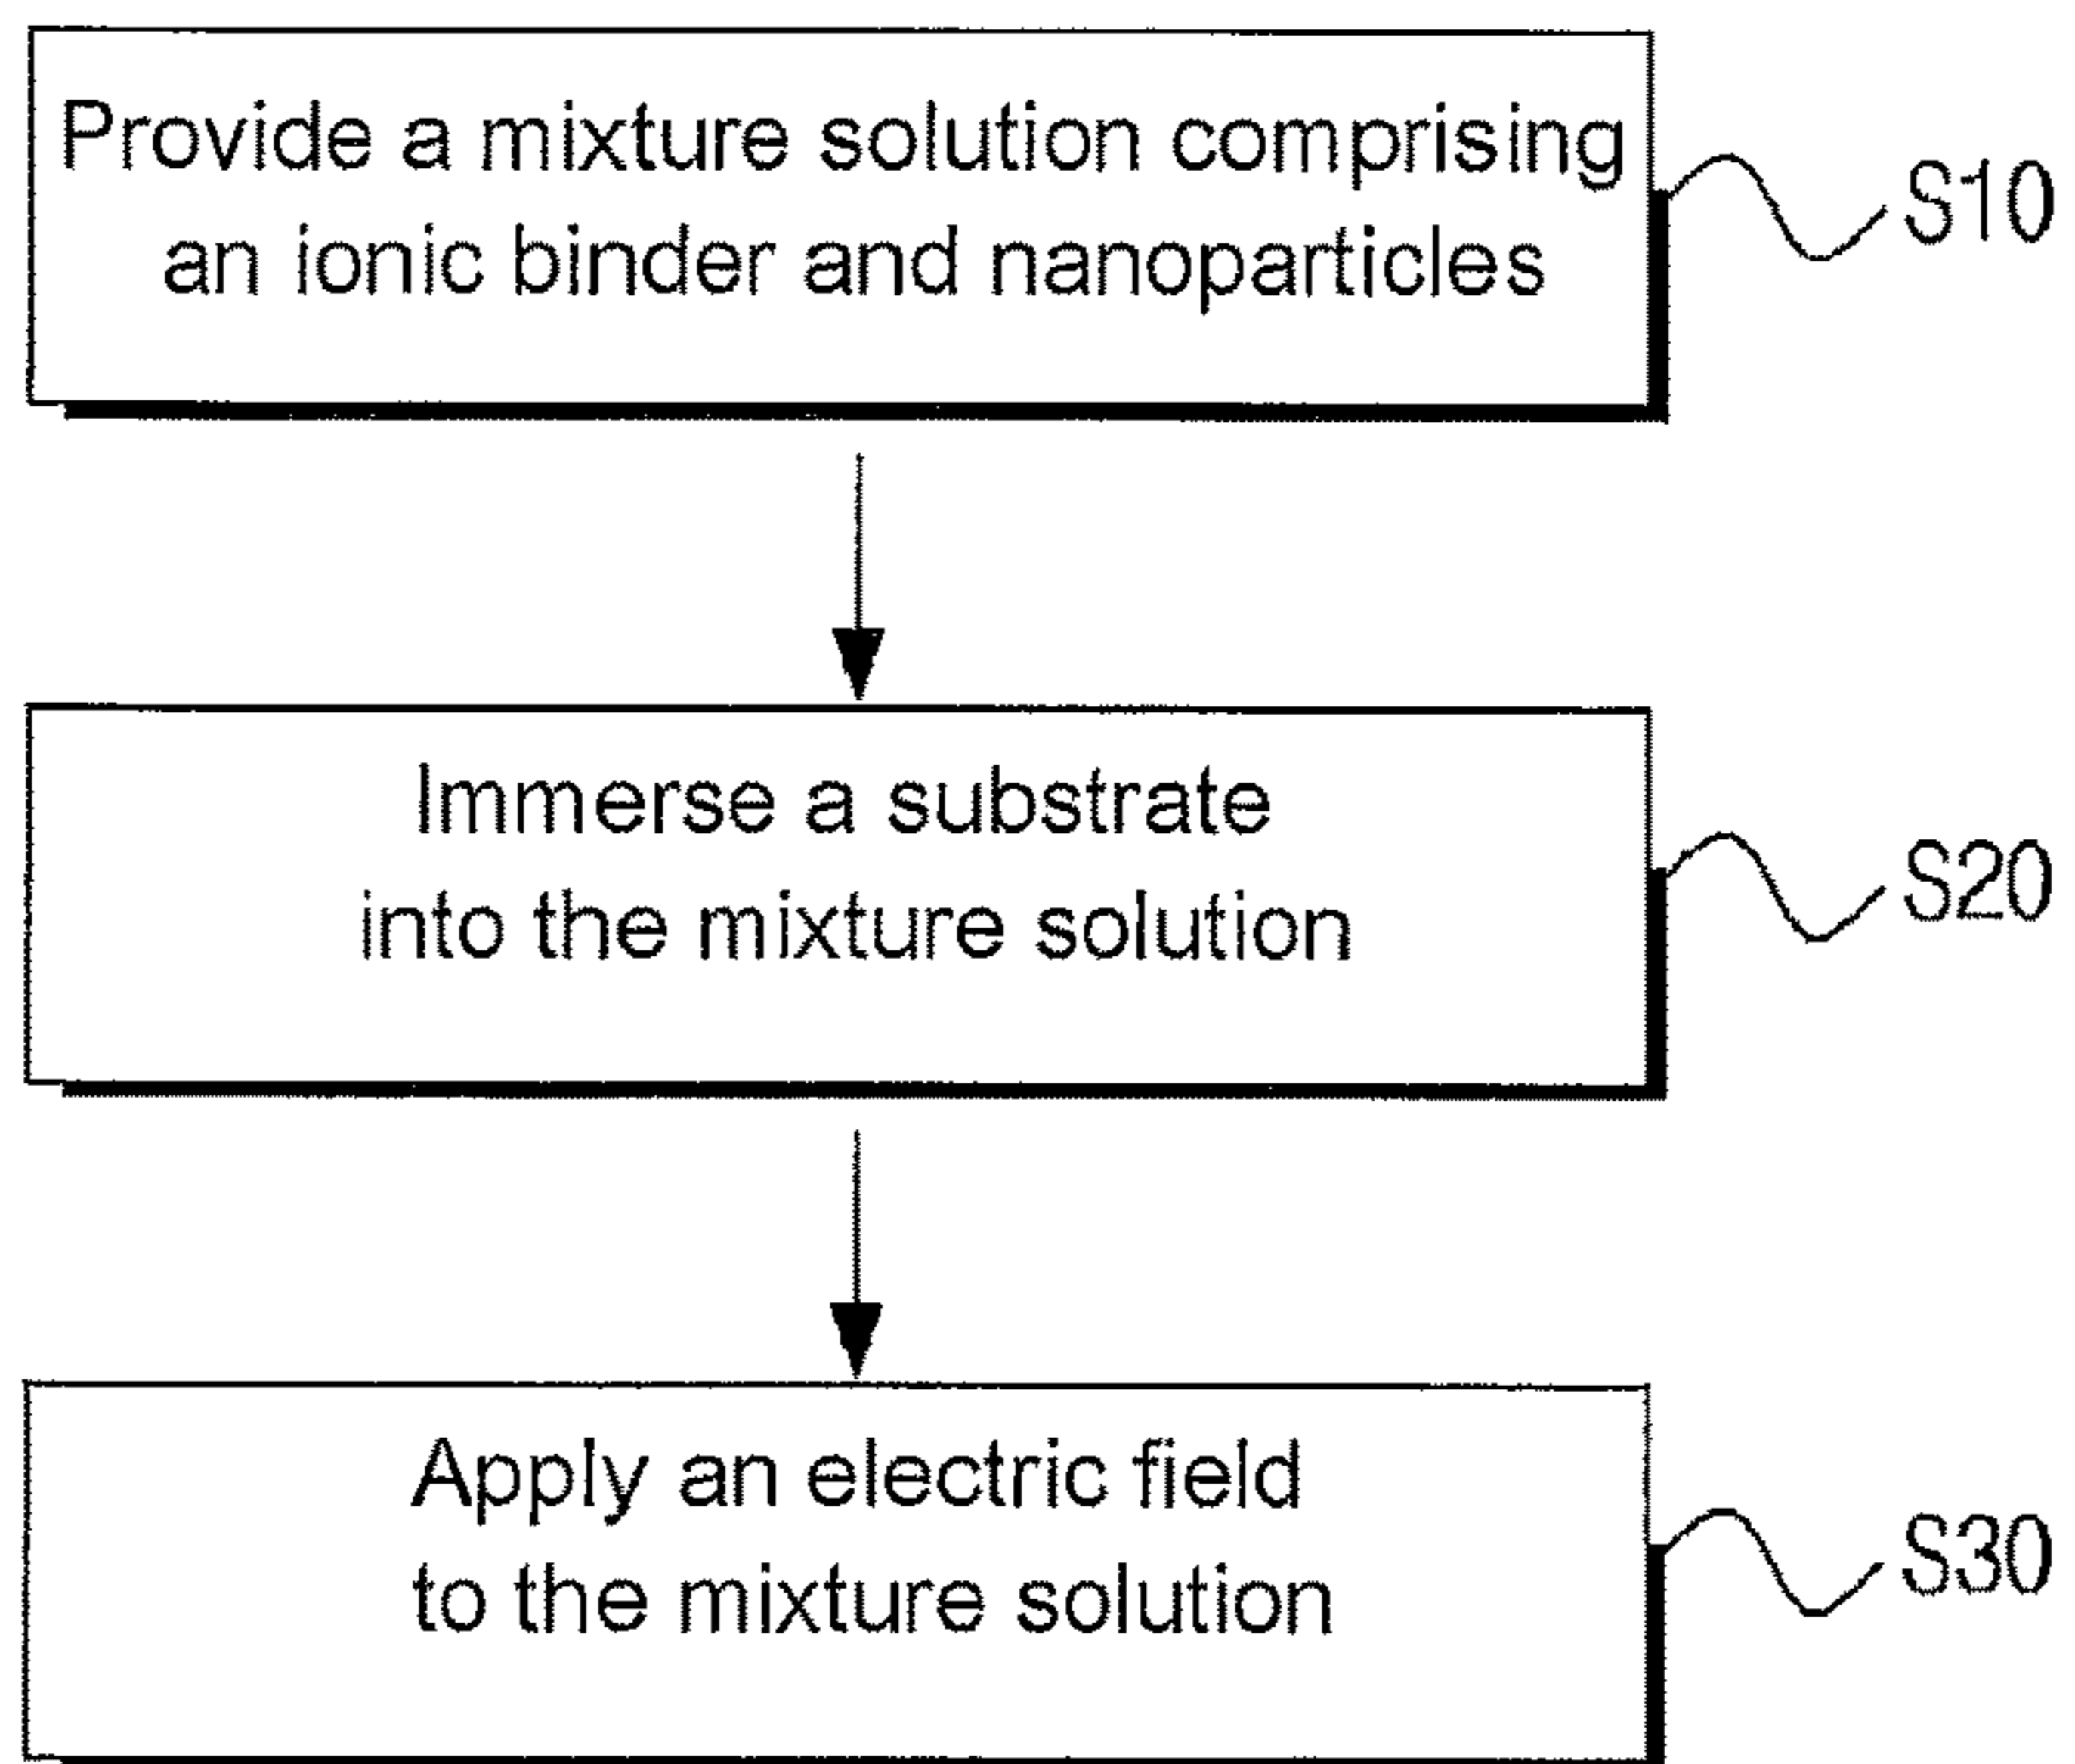 Provide a mixture solution comprising
an ionic binder and nanoparticles
S10
Immerse a substrate
into the mixture solution
S20
Apply an electric field
to the mixture solution
S30